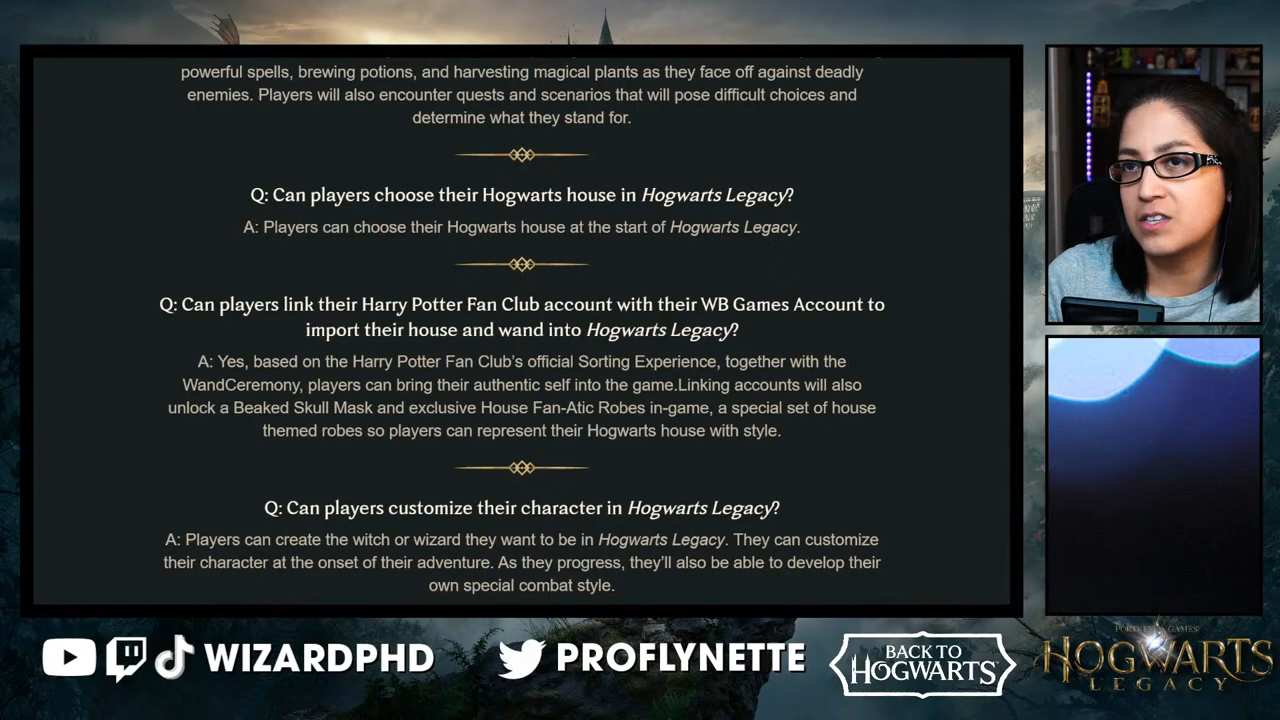 powerful spells, brewing potions, and harvesting magical plants as they face off against deadly
enemies. Players will also encounter quests and scenarios that will pose difficult choices and
determine what they stand for.
Q: Can players choose their Hogwarts house in Hogwarts Legacy?
A: Players can choose their Hogwarts house at the start of Hogwarts Legacy.
Q: Can players link their Harry Potter Fan Club account with their WB Games Account to
import their house and wand into Hogwarts Legacy?
A: Yes, based on the Harry Potter Fan Club's official Sorting Experience, together with the
WandCeremony, players can bring their authentic self into the game.Linking accounts will also
unlock a Beaked Skull Mask and exclusive House Fan-Atic Robes in-game, a special set of house
themed robes so players can represent their Hogwarts house with style.
Q: Can players customize their character in Hogwarts Legacy?
A: Players can create the witch or wizard they want to be in Hogwarts Legacy. They can customize
their character at the onset of their adventure. As they progress, they'll also be able to develop their
own special combat style.
WIZARDPHD
PROFLYNETTE
BACK TO
HOGWARTS
PORTKEY GAMES
HOGWARTS
LEGACY